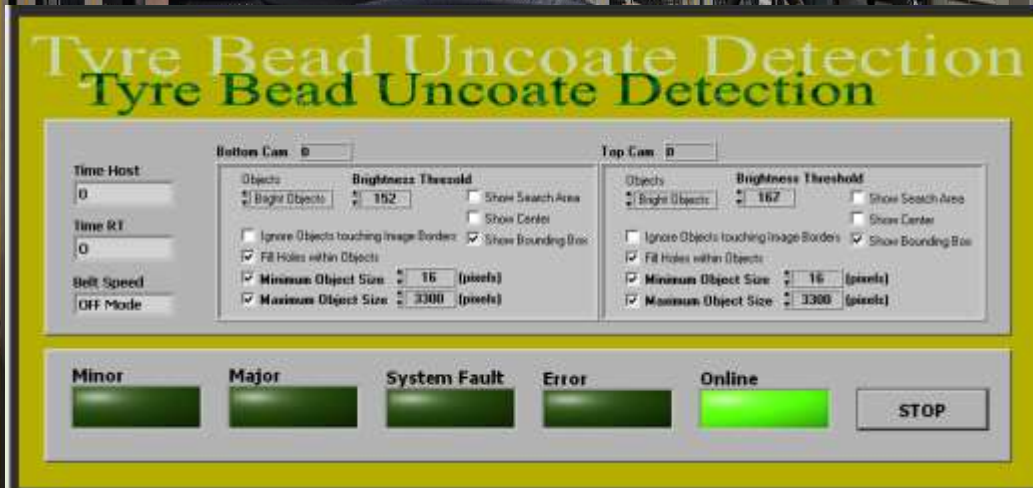 Tyre Bead Uncoate Detection
Tyre Bead Uncoate Detection
Time Host
0
Time RT
0
Belt Speed
OFF Mode
Bottom Cam 0
Objects
Bright Objects
Brightness Threzold
152
Show Search Area
Show Center
Show Bounding Box
Ignore Objects touching Image Borders
Fill Holes within Objects
Minimum Object Size 16 (pixels)
Maximum Object Size 3300 (pixels)
Top Cam 0
Objects
Bright Objects
Brightness Threshold
167
Show Search Area
Show Center
Show Bounding Box
Ignore Objects touching Image Borders
Fill Holes within Objects
Minimum Object Size 16 (pixels)
Maximum Object Size 3300 (pixels)
Minor
Major
System Fault
Error
Online
STOP